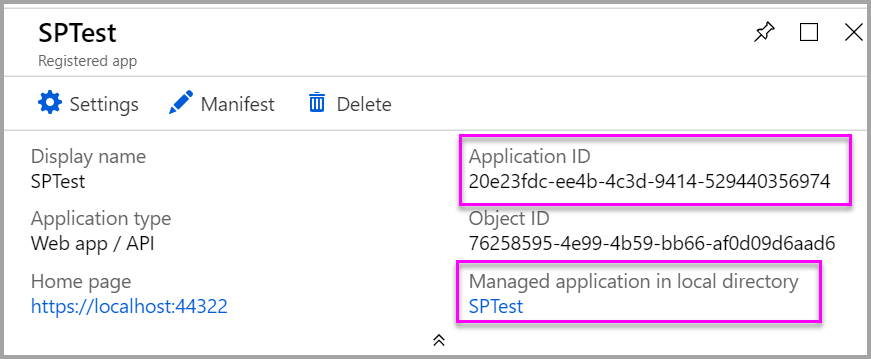 SPTest
Registered app
Settings Manifest Delete
Display name
SPTest
Application ID
20e23fdc-ee4b-4c3d-9414-529440356974
Application type
Web app / API
Object ID
76258595-4e99-4b59-bb66-af0d09d6aad6
Home page
https://localhost:44322
Managed application in local directory
SPTest